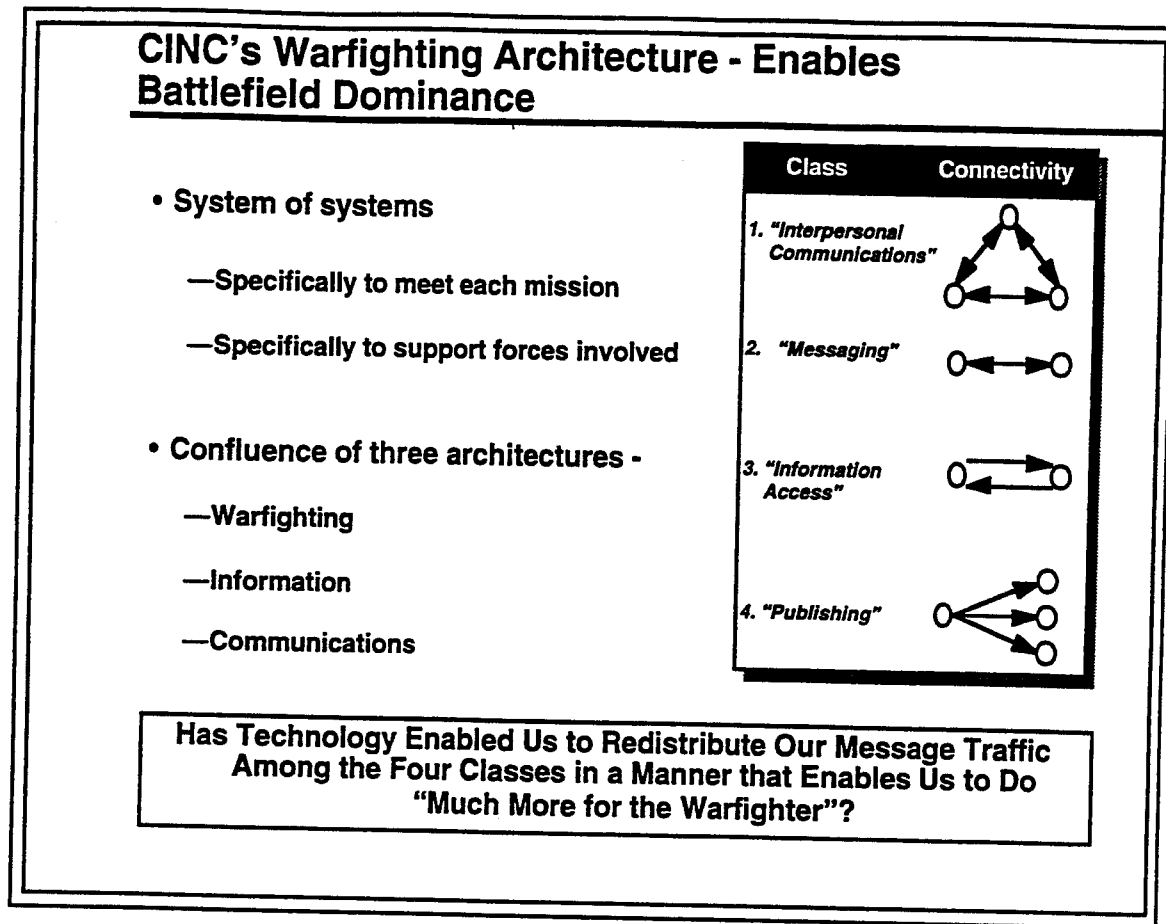 CINC's Warfighting Architecture - Enables
Battlefield Dominance
• System of systems
—Specifically to meet each mission
—Specifically to support forces involved
• Confluence of three architectures -
—Warfighting
—Information
—Communications
Class Connectivity
1. "Interpersonal
Communications"
2. "Messaging"
3. "Information
Access"
4. "Publishing"
Has Technology Enabled Us to Redistribute Our Message Traffic
Among the Four Classes in a Manner that Enables Us to Do
"Much More for the Warfighter"?